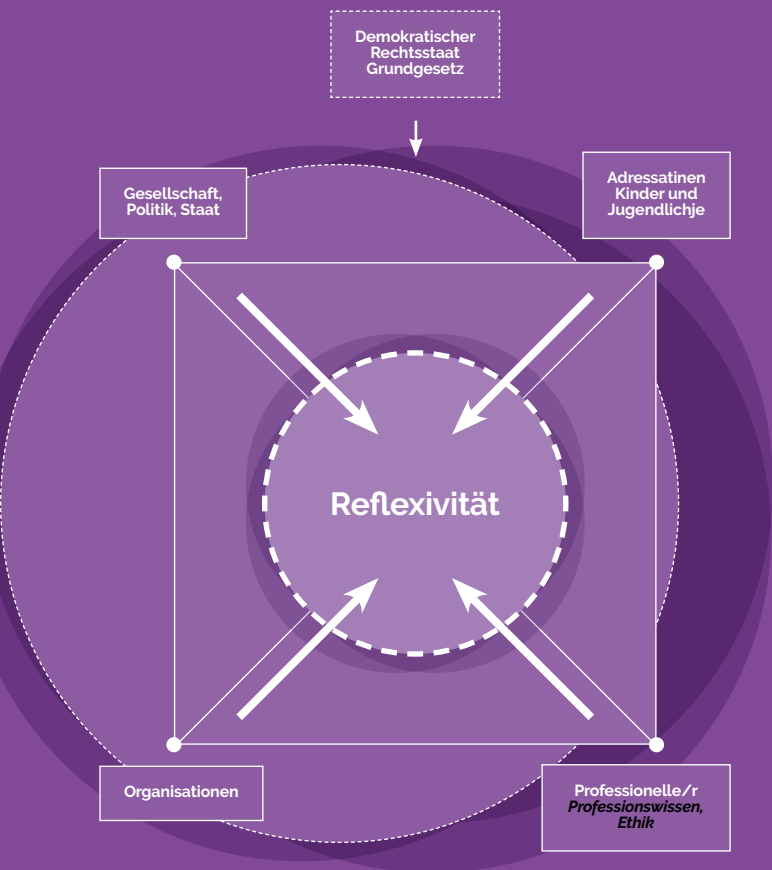 Demokratischer
Rechtsstaat
Grundgesetz
Gesellschaft,
Politik, Staat
Adressatinen
Kinder und
Jugendlichje
Reflexivität
Organisationen
Professionelle/r
Professionswissen,
Ethik